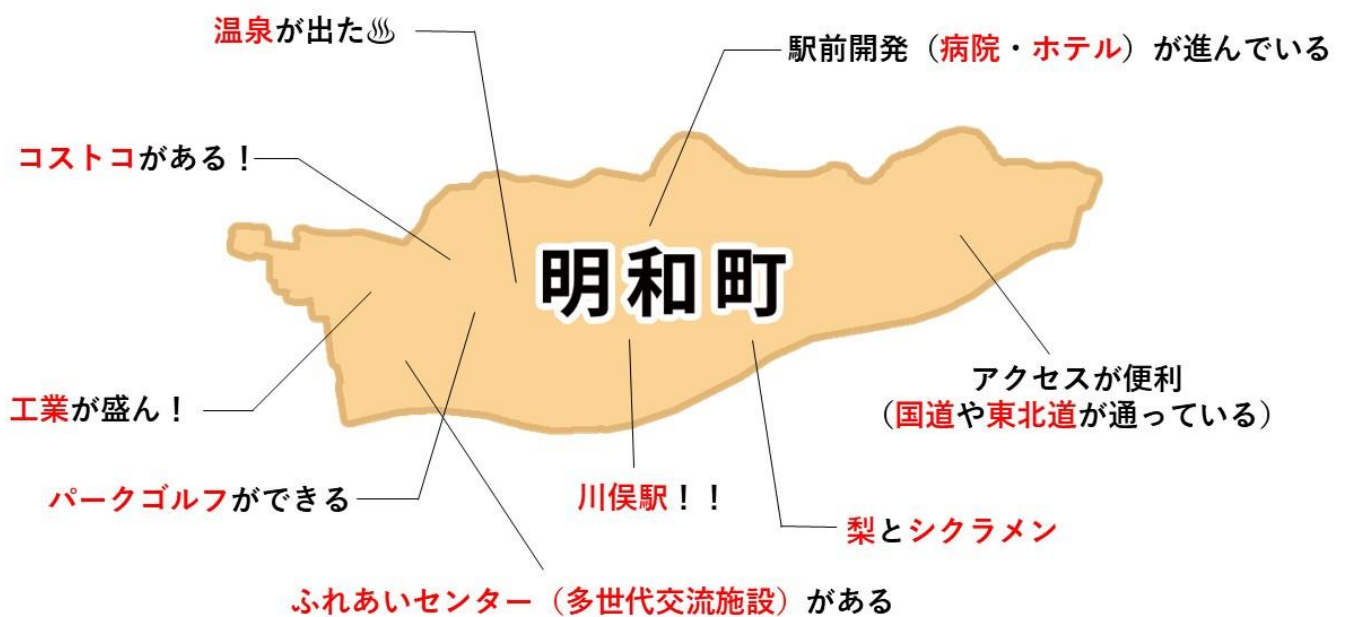 温泉が出た♨
駅前開発（病院・ホテル）が進んでいる
コストコがある！
明和町
アクセスが便利
（国道や東北道が通っている）
工業が盛ん！
パークゴルフができる
川俣駅！！
梨とシクラメン
ふれあいセンター（多世代交流施設）がある